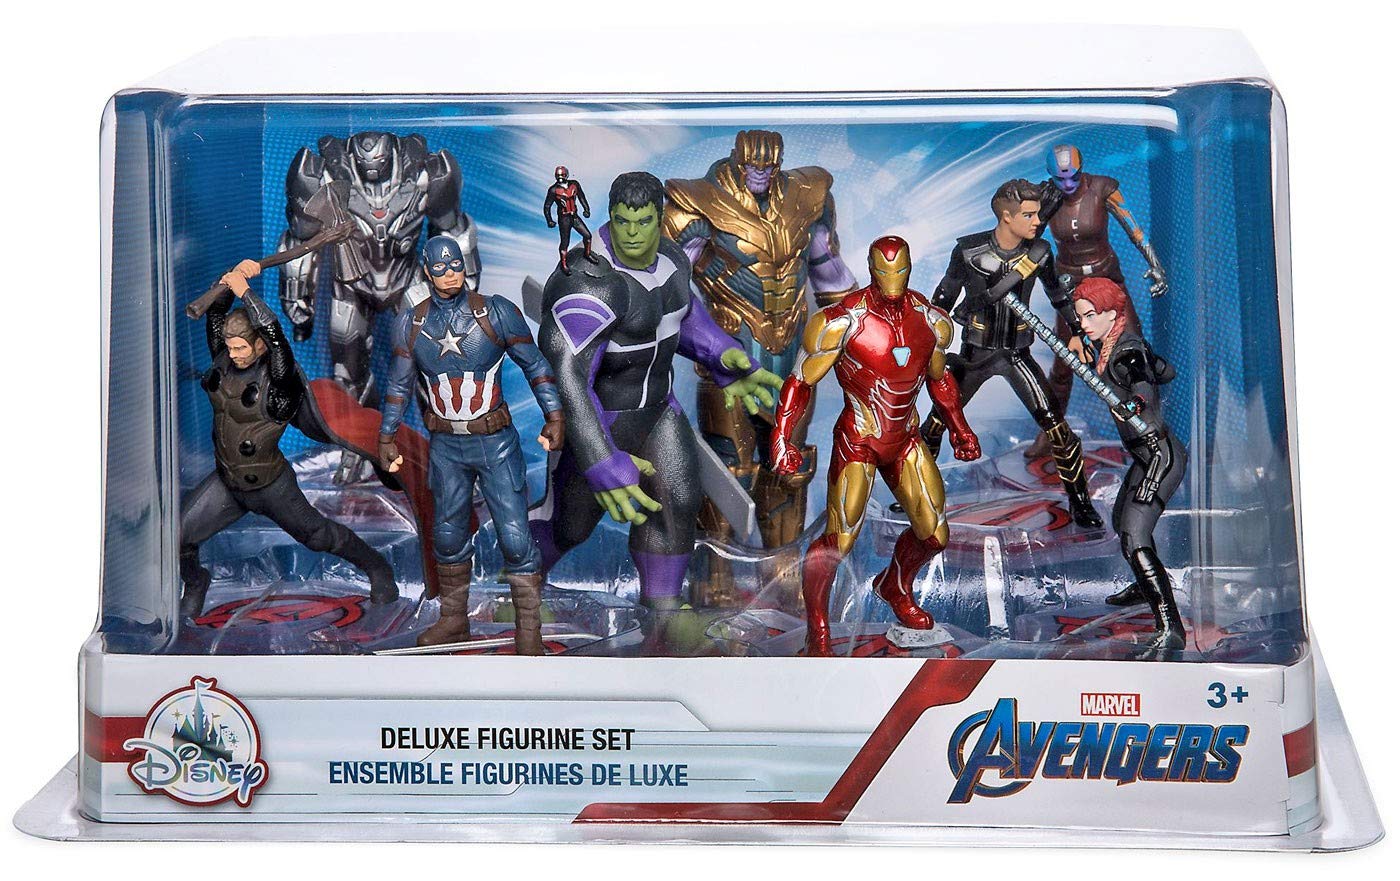 Disney
DELUXE FIGURINE SET
ENSEMBLE FIGURINES DE LUXE
3+
MARVEL
AVENGERS
A